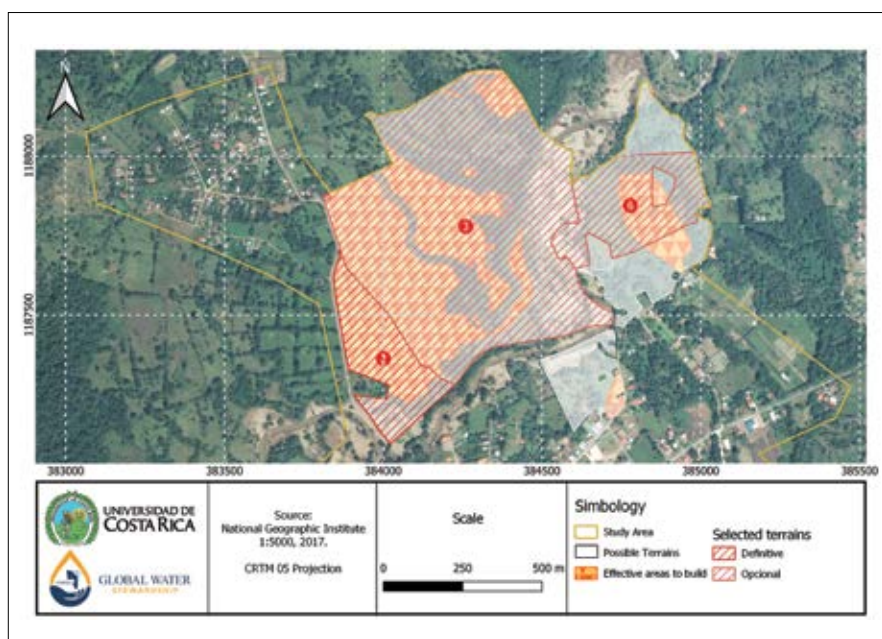 N
1188000
1187500
3
6
2
383000 383500 384000 384500 385000 385500
UNIVERSIDAD DE
COSTA RICA
GLOBAL WATER
STEWARDSHIP
Source:
National Geographic Institute
1:5000, 2017.
CRTM 05 Projection
Scale
0 250 500 m
Simbology
Study Area
Possible Terrains
Effective areas to build
Selected terrains
Definitive
Opcional